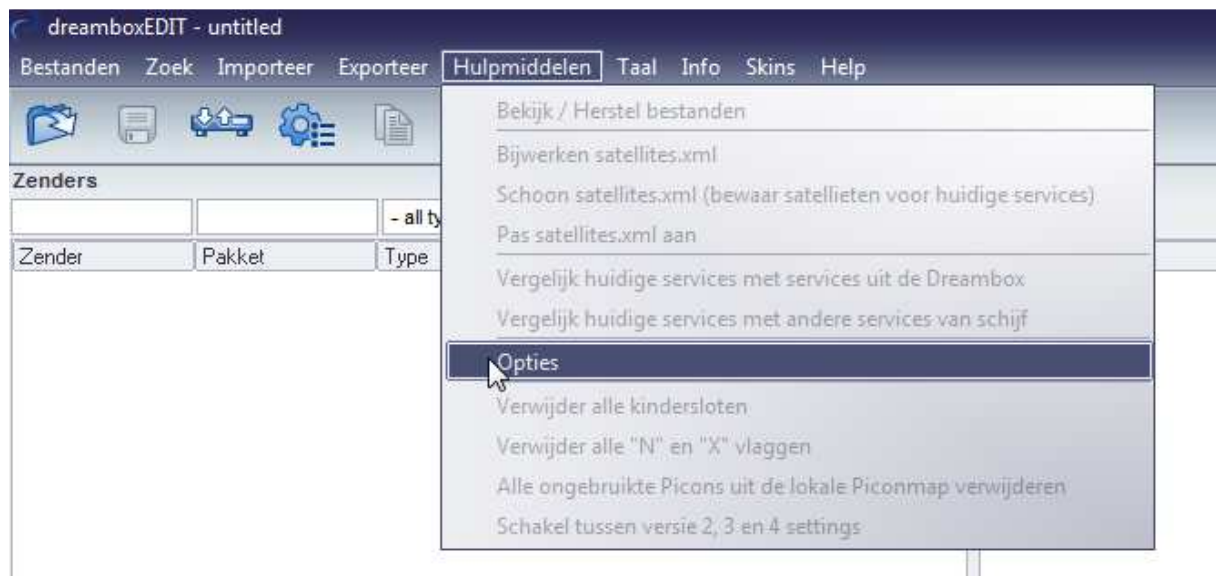 dreamboxEDIT - untitled
Bestanden Zoek Importeer Exporteer Hulpmiddelen Taal Info Skins Help
Bekijk / Herstel bestanden
Bijwerken satellites.xml
Schoon satellites.xml (bewaar satellieten voor huidige services)
Pas satellites.xml aan
Vergelijk huidige services met services uit de Dreambox
Vergelijk huidige services met andere services van schijf
Opties
Verwijder alle kindersloten
Verwijder alle "N" en "X" vlaggen
Alle ongebruikte Picons uit de lokale Piconmap verwijderen
Schakel tussen versie 2, 3 en 4 settings
Zenders
- all ty
Zender Pakket Type